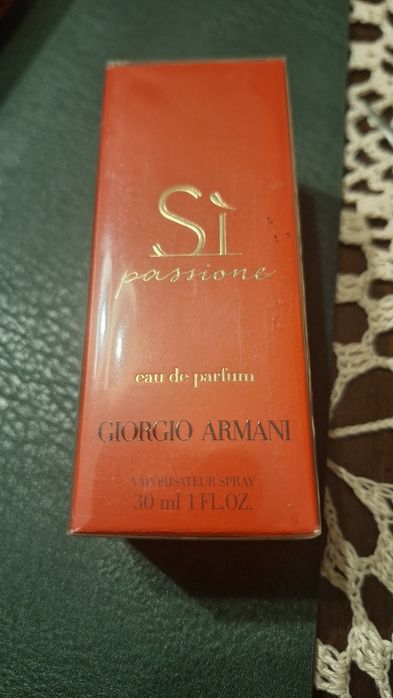 Sì
passione
eau de parfum
GIORGIO ARMANI
VAPORISATEUR SPRAY
30 ml 1 FL.OZ.